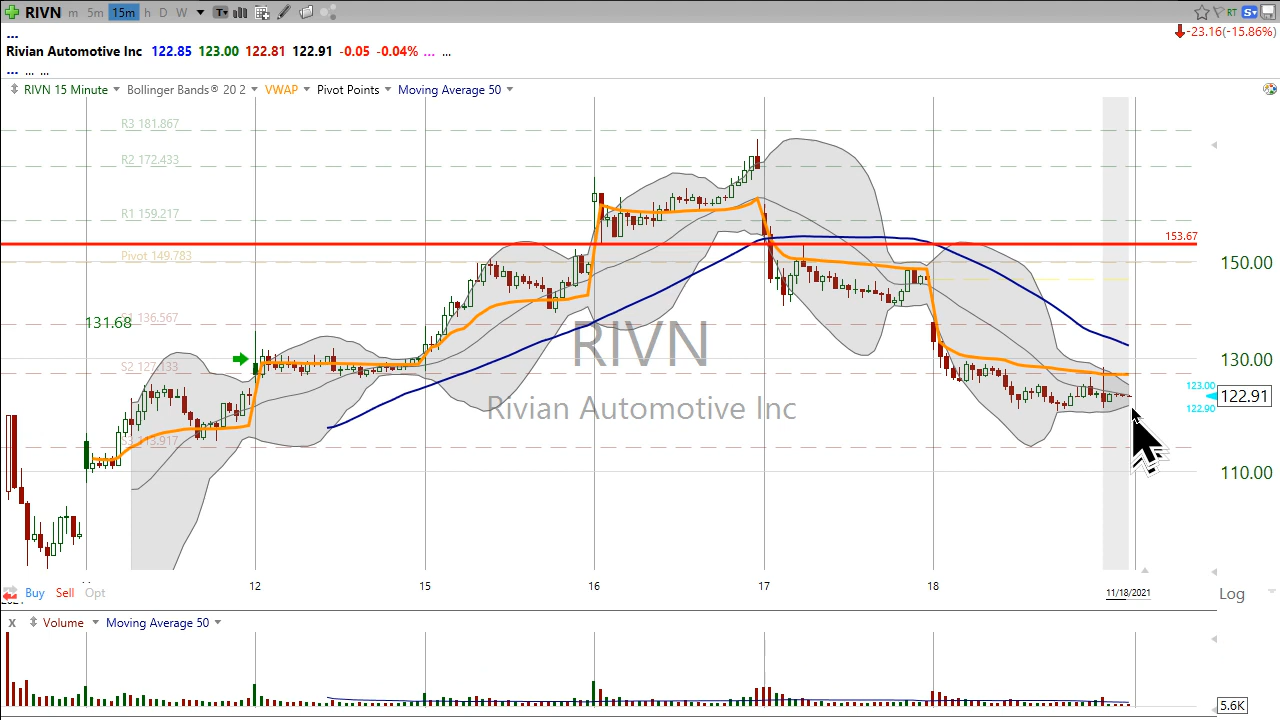 RIVN m 5m 15m h D W T RT S
...
-23.16(-15.86%)
Rivian Automotive Inc 122.85 123.00 122.81 122.91 -0.05 -0.04% ... ...
... ... ...
RIVN 15 Minute Bollinger Bands® 20 2 VWAP Pivot Points Moving Average 50
R3 181.867
R2 172.433
R1 159.217
153.67
Pivot 149.783
150.00
131.68
S1 136.567
RIVN
130.00
S2 127.133
123.00
122.91
122.90
Rivian Automotive Inc
S3 113.917
110.00
12 15 16 17 18
Buy Sell Opt 11/18/2021 Log
X Volume Moving Average 50
5.6K